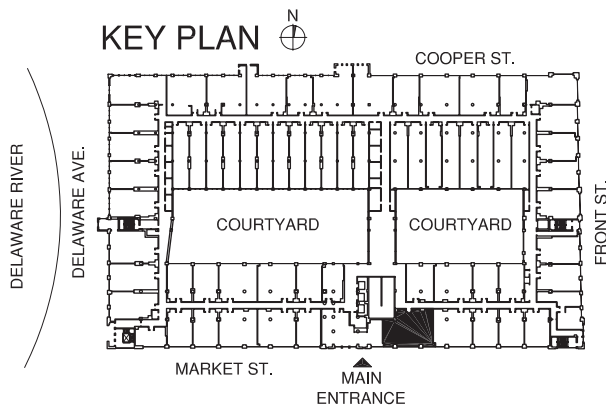 KEY PLAN
N
COOPER ST.
DELAWARE RIVER
DELAWARE AVE.
COURTYARD
COURTYARD
FRONT ST.
MARKET ST.
MAIN
ENTRANCE